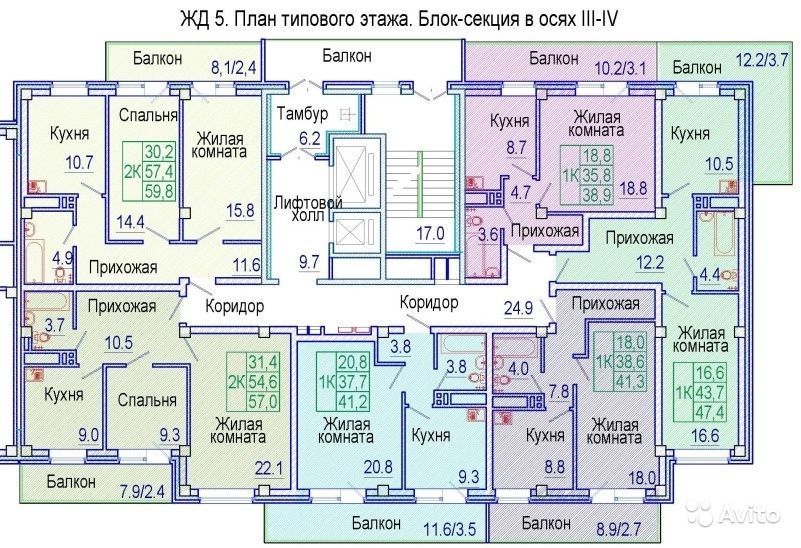 ЖД 5. План типового этажа. Блок-секция в осях III-IV
Балкон
8,1/2,4
Балкон
Балкон
10.2/3.1
Балкон
12.2/3.7
Кухня
10.7
Спальня
30,2
2К 57,4
59,8
14.4
Жилая
комната
15.8
Тамбур
6.2
Лифтовой
холл
9.7
17.0
Кухня
8.7
4.7
Жилая
комната
18,8
1К 35,8
38,9
18.8
Кухня
10.5
4.9
Прихожая
11.6
3.6
Прихожая
Прихожая
12.2
4.4
3.7
Прихожая
10.5
Коридор
Коридор
24.9
Кухня
9.0
Спальня
9.3
31,4
2К 54,6
57,0
Жилая
комната
22.1
20,8
1К 37,7
41,2
Жилая
комната
20.8
3.8
3.8
Кухня
9.3
4.0
Прихожая
7.8
18,0
1К 38,6
41,3
Кухня
8.8
Жилая
комната
18.0
Жилая
комната
16,6
1К 43,7
47,4
16.6
Балкон
7.9/2.4
Балкон
11.6/3.5
Балкон
8.9/2.7
Avito